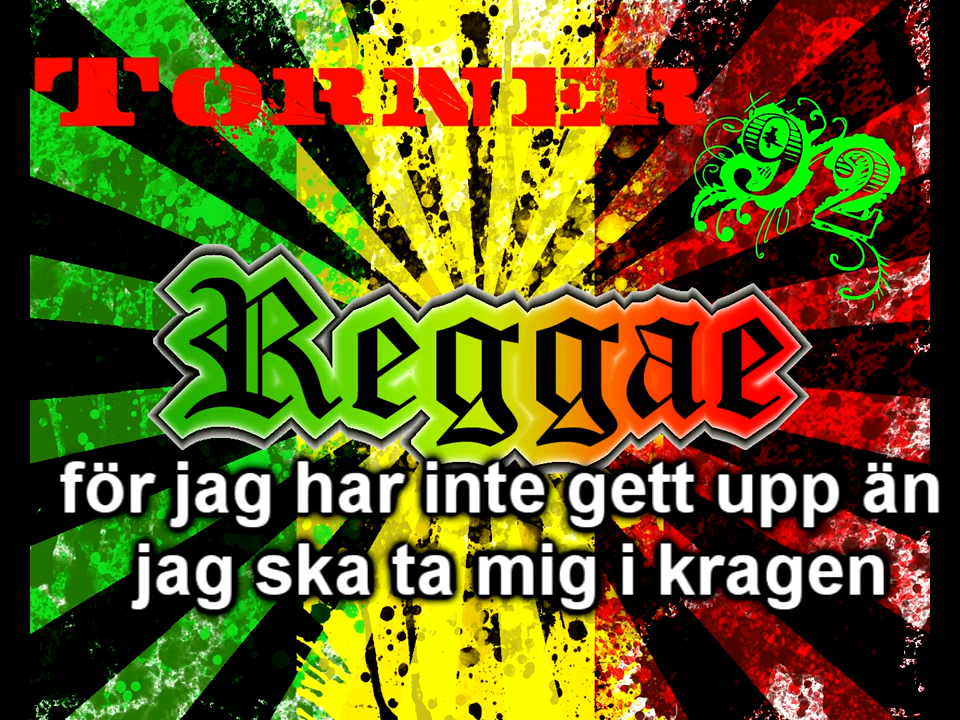 TORNER
92
Reggae
för jag har inte gett upp än
jag ska ta mig i kragen